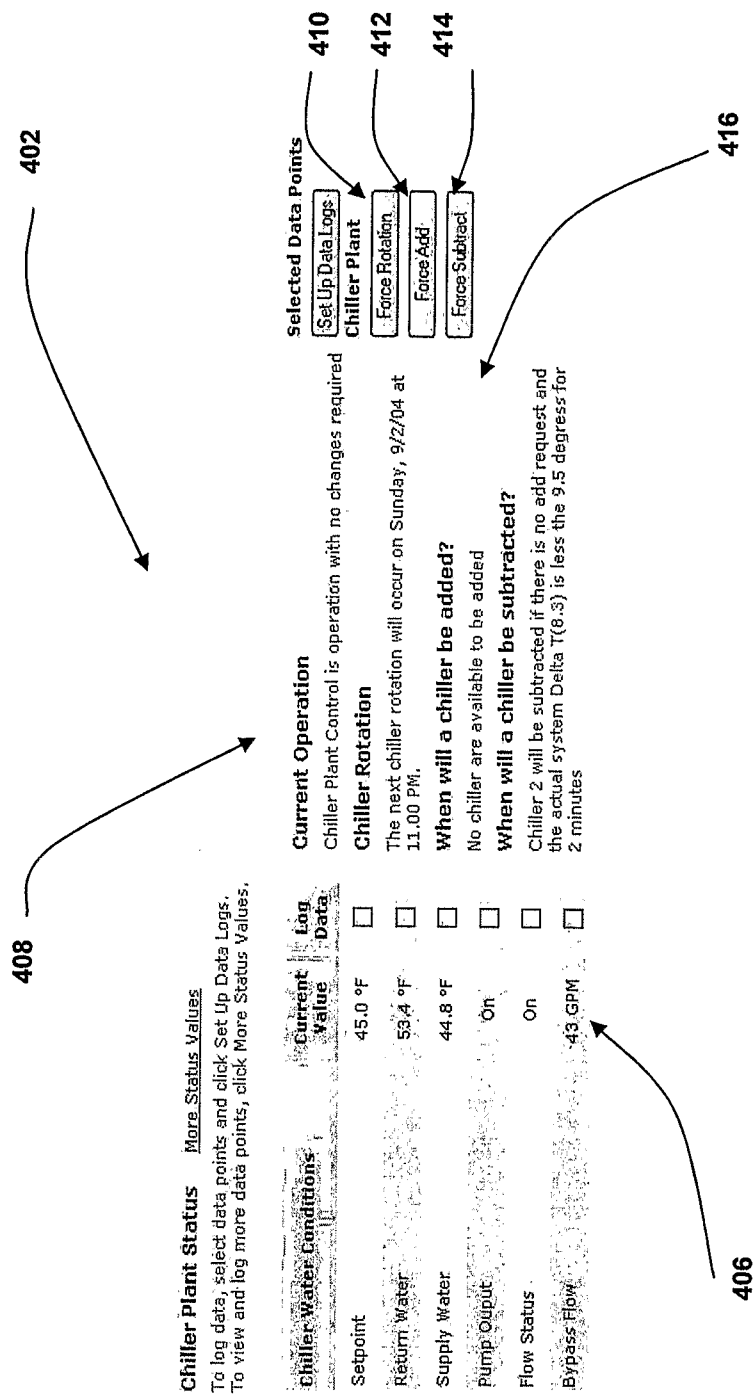 402
408
Chiller Plant Status More Status Values
To log data, select data points and click Set Up Data Logs.
To view and log more data points, click More Status Values.
Chiller Water Conditions Current Value Log Data
Setpoint 45.0 °F
Return Water 53.4 °F
Supply Water 44.8 °F
Pump Ouput On
Flow Status On
Bypass Flow 43 GPM
406
Current Operation
Chiller Plant Control is operation with no changes required
Chiller Rotation
The next chiller rotation will occur on Sunday, 9/2/04 at
11.00 PM.
When will a chiller be added?
No chiller are available to be added
When will a chiller be subtracted?
Chiller 2 will be subtracted if there is no add request and
the actual system Delta T(8.3) is less the 9.5 degress for
2 minutes
Selected Data Points
Set Up Data Logs
Chiller Plant
Force Rotation
Force Add
Force Subtract
410
412
414
416